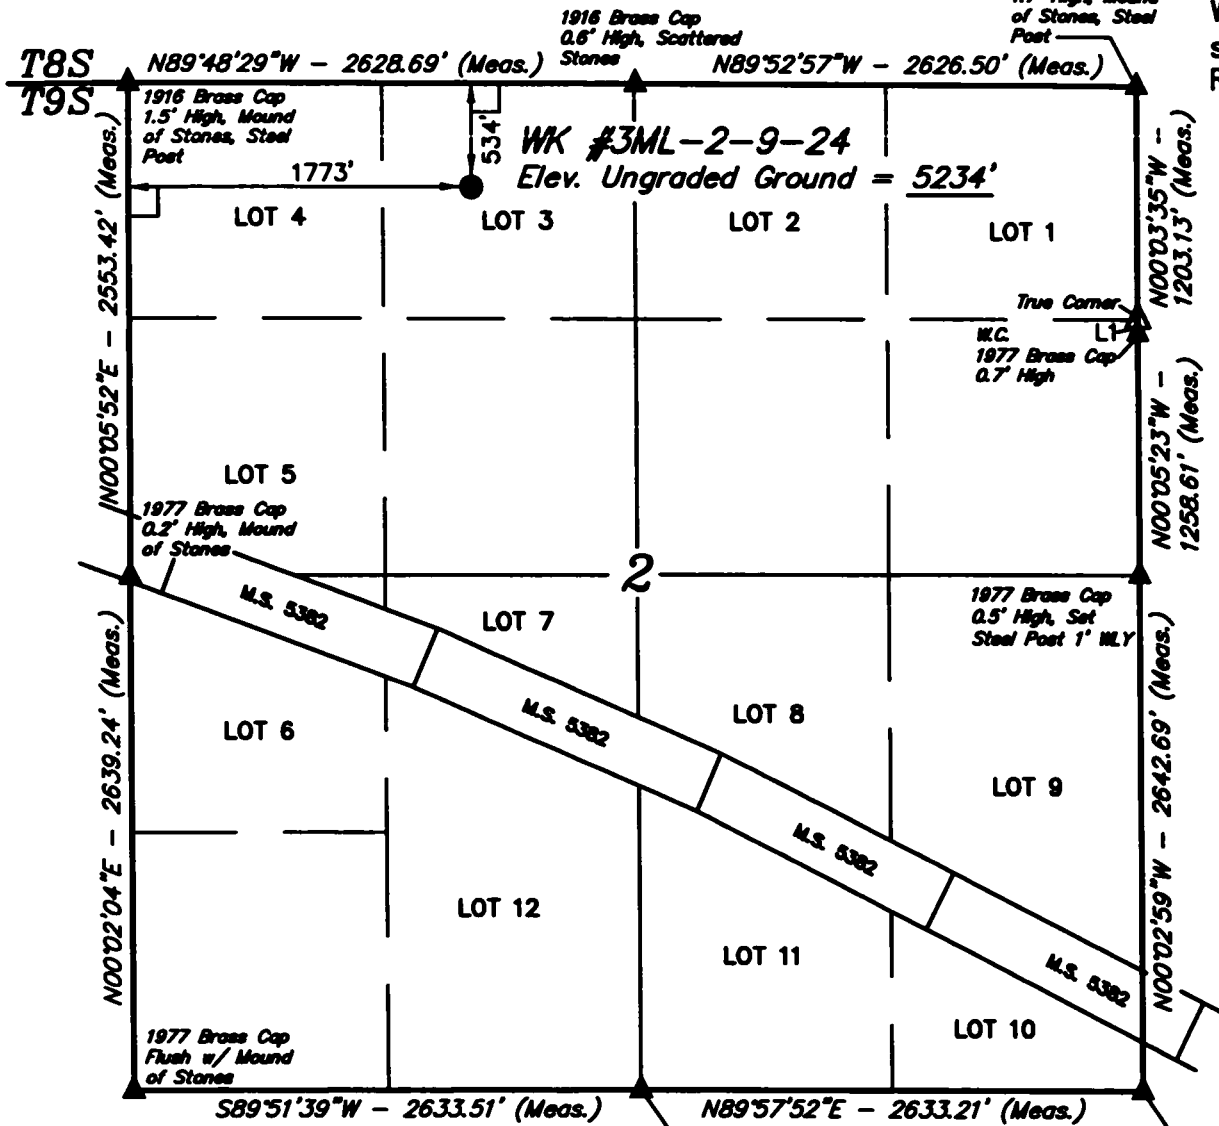 1916 Brass Cap
0.6' High, Scattered
Stones
of Stones, Steel
Post
T8S
T9S
N89°48'29"W - 2628.69' (Meas.)
N89°52'57"W - 2626.50' (Meas.)
1916 Brass Cap
1.5' High, Mound
of Stones, Steel
Post
534'
WK #3ML-2-9-24
Elev. Ungraded Ground = 5234'
1773'
LOT 4
LOT 3
LOT 2
LOT 1
N00°05'52"E - 2553.42' (Meas.)
N00°03'35"W -
1203.13' (Meas.)
True Corner
L1
W.C.
1977 Brass Cap
0.7' High
N00°05'23"W -
1258.61' (Meas.)
LOT 5
1977 Brass Cap
0.2' High, Mound
of Stones
2
M.S. 5382
LOT 7
1977 Brass Cap
0.5' High, Set
Steel Post 1' WLY
N00°02'04"E - 2639.24' (Meas.)
LOT 6
M.S. 5382
LOT 8
LOT 9
N00°02'59"W - 2642.69' (Meas.)
M.S. 5382
LOT 12
LOT 11
M.S. 5382
LOT 10
1977 Brass Cap
Flush w/ Mound
of Stones
S89°51'39"W - 2633.51' (Meas.)
N89°57'52"E - 2633.21' (Meas.)